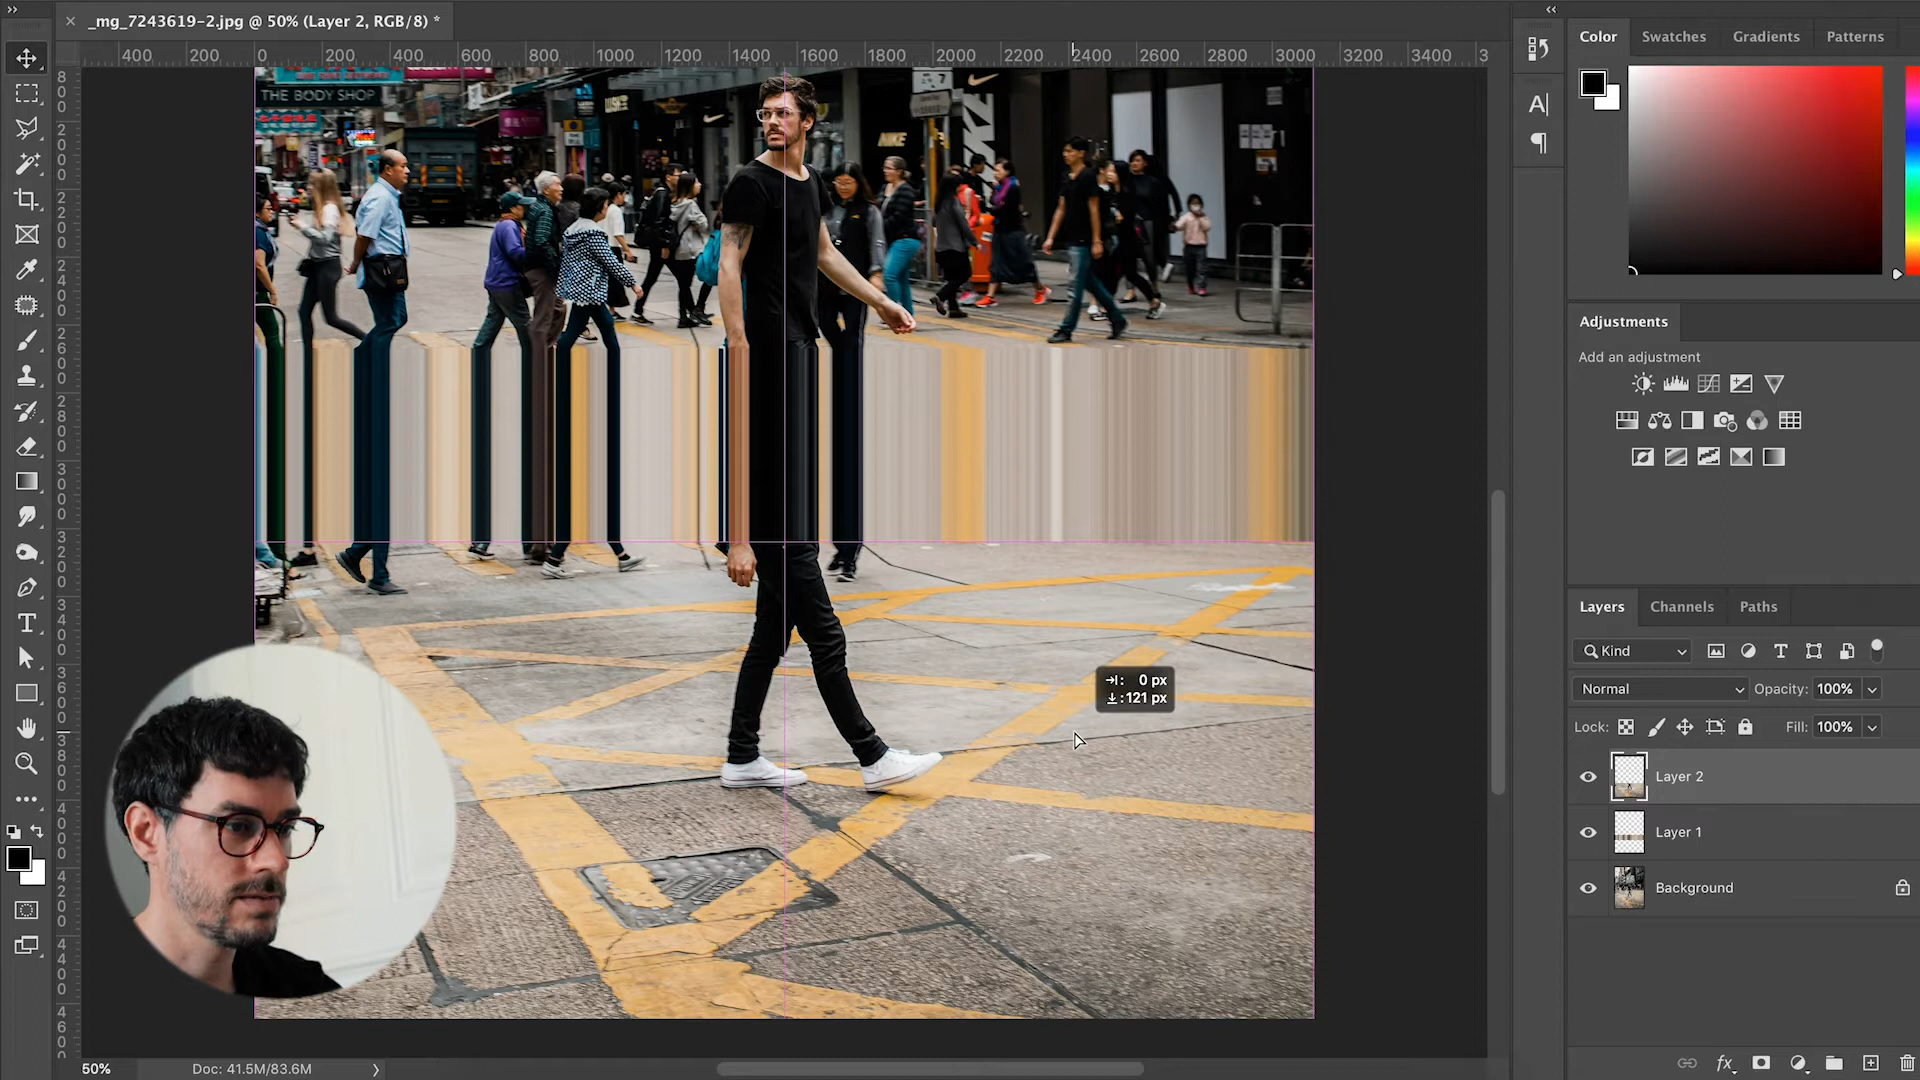 _mg_7243619-2.jpg @ 50% (Layer 2, RGB/8) *
400 200 0 200 400 600 800 1000 1200 1400 1600 1800 2000 2200 2400 2600 2800 3000 3200 3400 3
Color Swatches Gradients Patterns
THE BODY SHOP
NIKE
7
Adjustments
Add an adjustment
→|: 0 px
↓:121 px
Layers Channels Paths
Kind
Normal Opacity: 100%
Lock: Fill: 100%
Layer 2
Layer 1
Background
50% Doc: 41.5M/83.6M